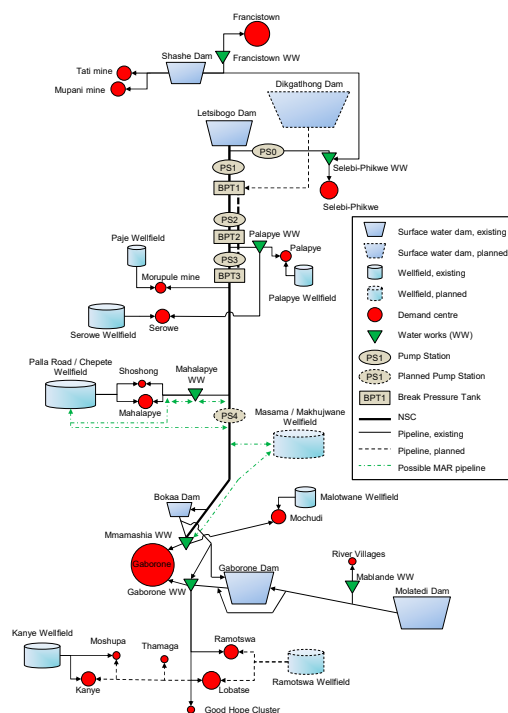 Francistown
Shashe Dam
Francistown WW
Tati mine
Mupani mine
Dikgathong Dam
Letsibogo Dam
PS0
PS1
Selebi-Phikwe WW
BPT1
Selebi-Phikwe
PS2
Palapye WW
BPT2
Paje Wellfield
Palapye
PS3
Morupule mine
BPT3
Palapye Wellfield
Serowe Wellfield
Serowe
Palla Road / Chepete
Wellfield
Shoshong
Mahalapye
WW
Mahalapye
PS4
Masama / Makhujwane
Wellfield
Surface water dam, existing
Surface water dam, planned
Wellfield, existing
Wellfield, planned
Demand centre
Water works (WW)
PS1 Pump Station
PS1 Planned Pump Station
BPT1 Break Pressure Tank
NSC
Pipeline, existing
Pipeline, planned
Possible MAR pipeline
Bokaa Dam
Malotwane Wellfield
Mochudi
Mmamashia WW
Gaborone
Gaborone Dam
River Villages
Mablande WW
Gaborone WW
Molatedi Dam
Kanye Wellfield
Moshupa
Thamaga
Ramotswa
Kanye
Lobatse
Ramotswa Wellfield
Good Hope Cluster